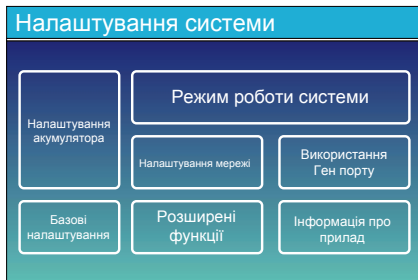 Налаштування системи
Налаштування
акумулятора
Режим роботи системи
Налаштування мережі
Використання
Ген порту
Базові
налаштування
Розширені
функції
Інформація про
прилад